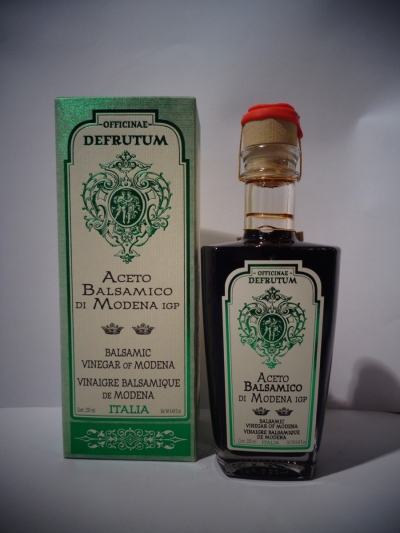 OFFICINAE
DEFRUTUM
ACETO
BALSAMICO
DI MODENA IGP
BALSAMIC
VINEGAR OF MODENA
VINAIGRE BALSAMIQUE
DE MODENA
ITALIA
OFFICINAE
DEFRUTUM
ACETO
BALSAMICO
DI MODENA IGP
BALSAMIC
VINEGAR OF MODENA
VINAIGRE BALSAMIQUE
DE MODENA
ITALIA